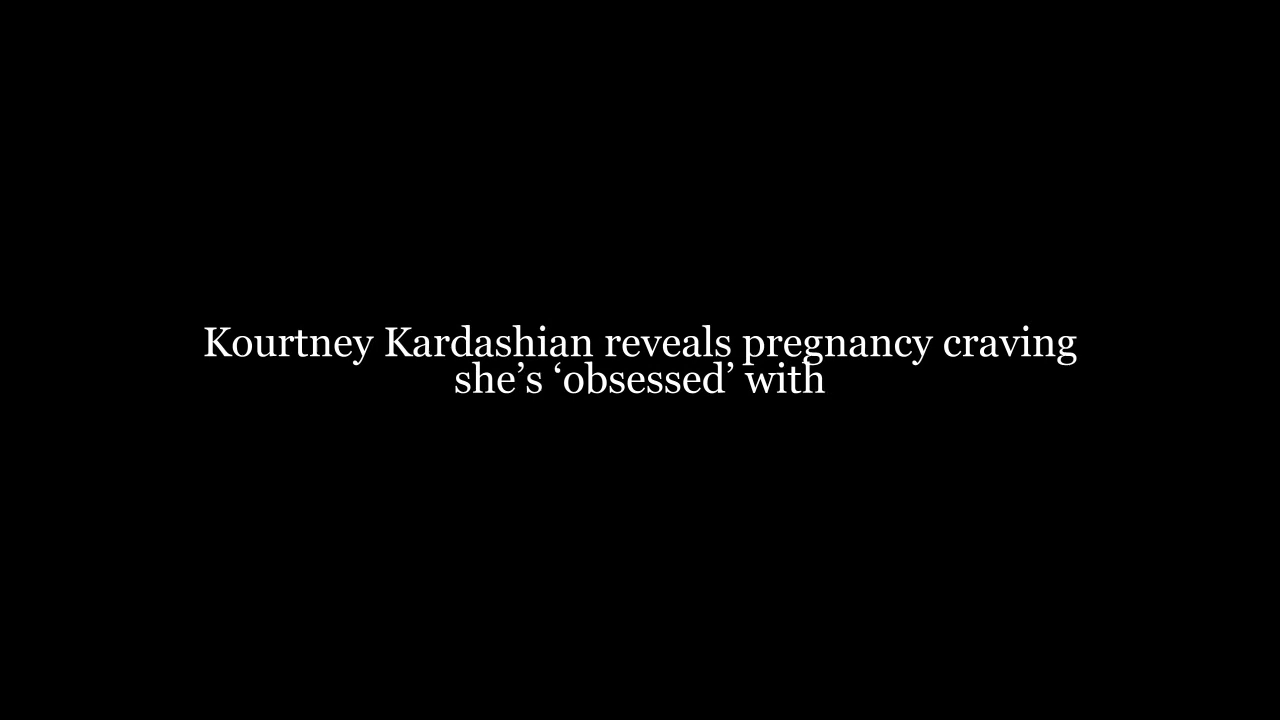 Kourtney Kardashian reveals pregnancy craving
she’s ‘obsessed’ with